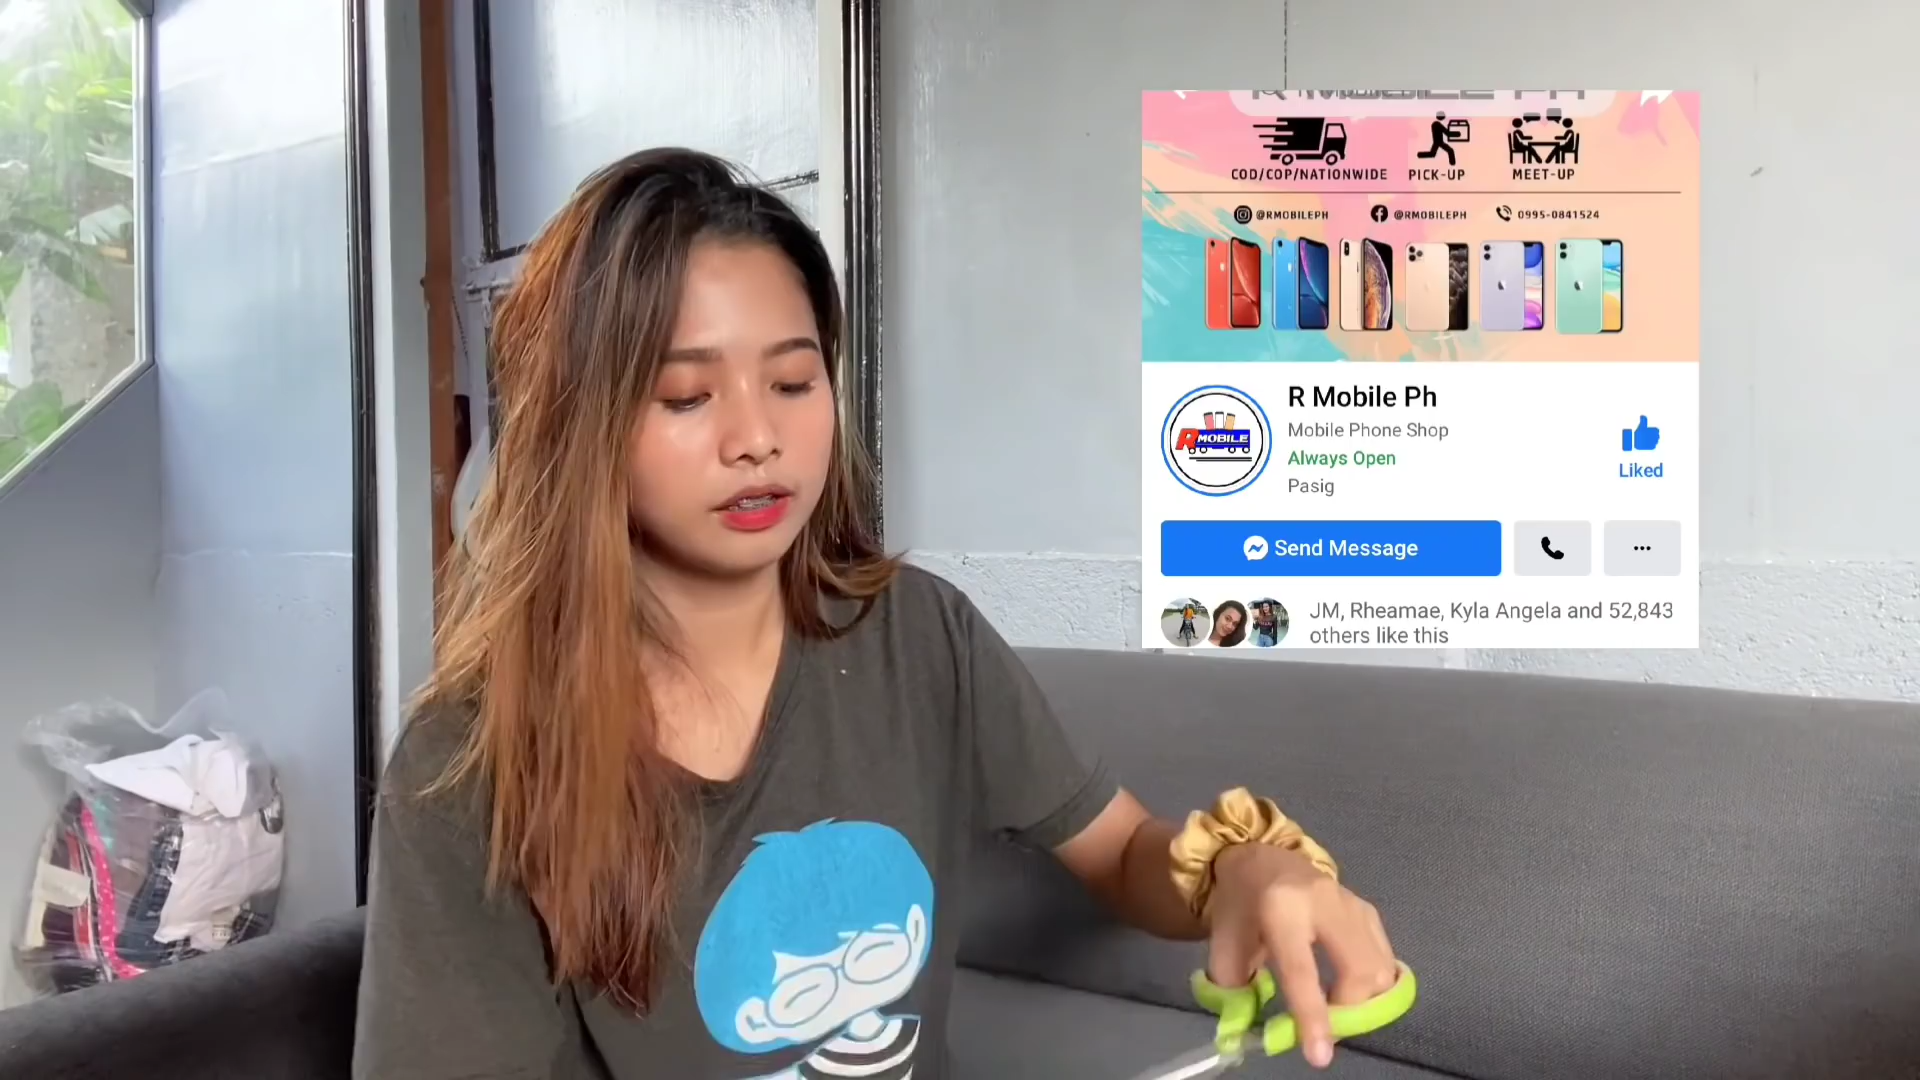 COD/COP/NATIONWIDE PICK-UP MEET-UP
@RMOBILEPH @RMOBILEPH 0995-0841524
R MOBILE
R Mobile Ph
Mobile Phone Shop
Always Open
Pasig
Liked
Send Message
JM, Rheamae, Kyla Angela and 52,843
others like this